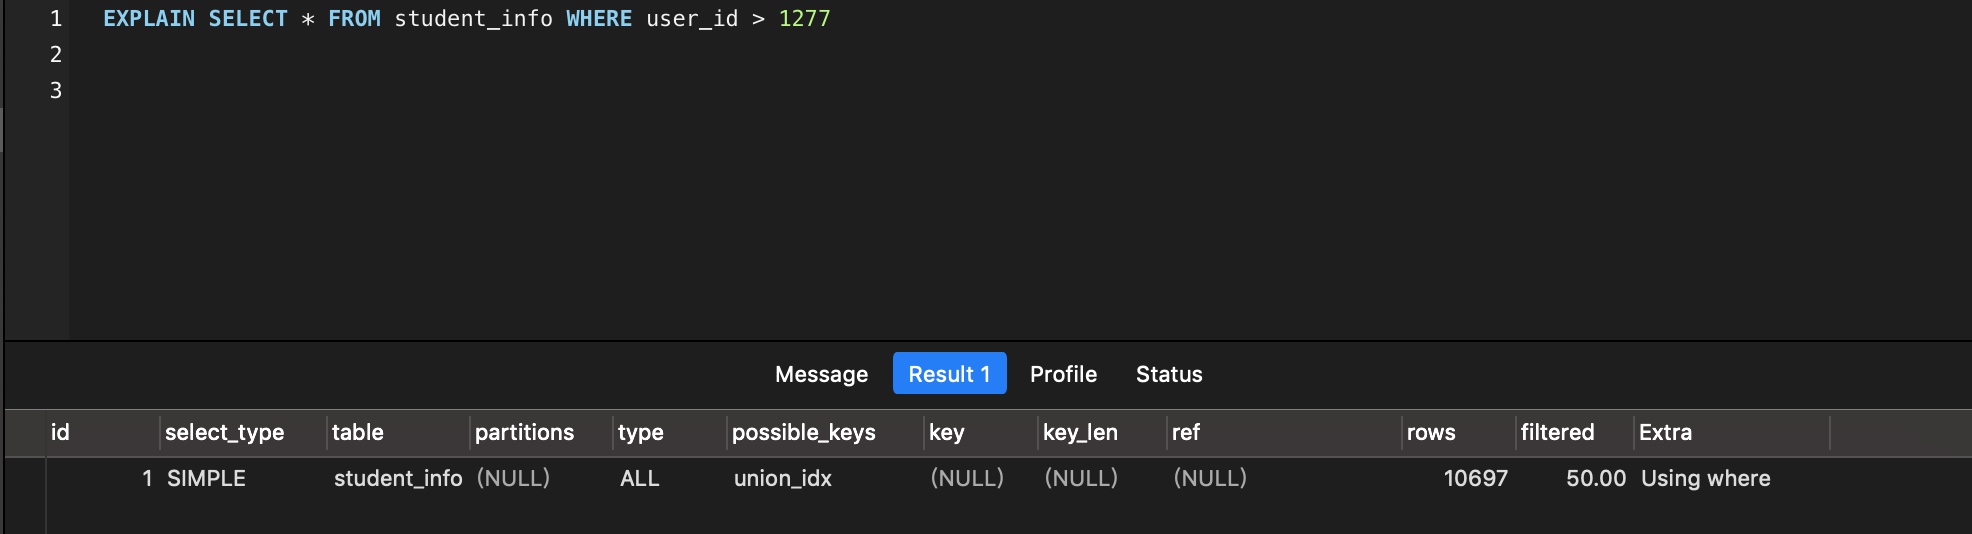 1 EXPLAIN SELECT * FROM student_info WHERE user_id > 1277
2
3
Message Result 1 Profile Status
id select_type table partitions type possible_keys key key_len ref rows filtered Extra
1 SIMPLE student_info (NULL) ALL union_idx (NULL) (NULL) (NULL) 10697 50.00 Using where